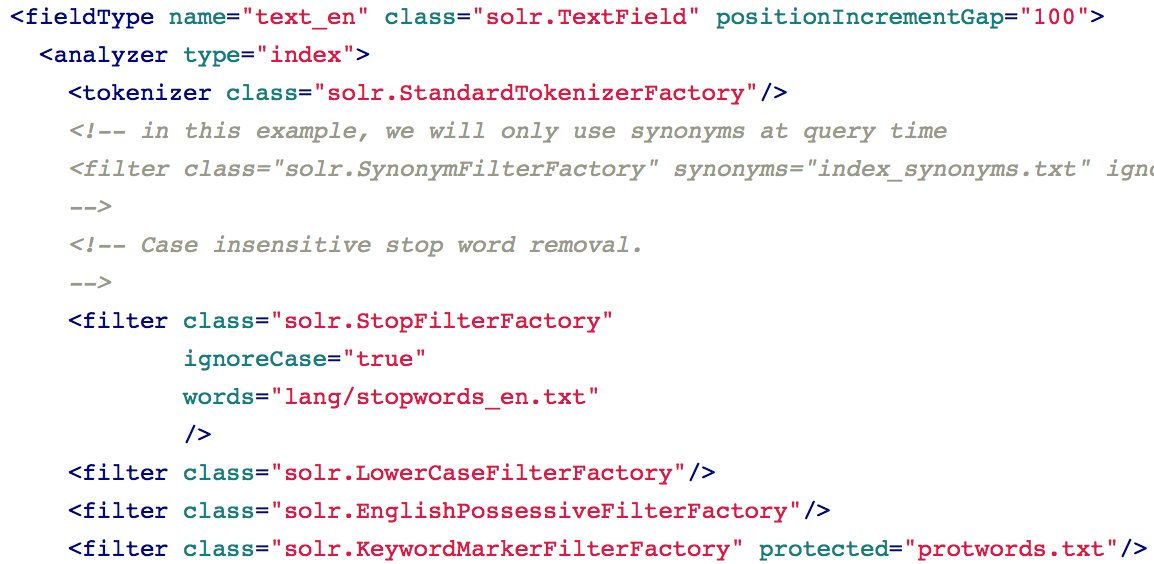 <fieldType name="text_en" class="solr.TextField" positionIncrementGap="100">
<analyzer type="index">
<tokenizer class="solr.StandardTokenizerFactory"/>
<!-- in this example, we will only use synonyms at query time
<filter class="solr.SynonymFilterFactory" synonyms="index_synonyms.txt"
-->
<!-- Case insensitive stop word removal.
-->
<filter class="solr.StopFilterFactory"
ignoreCase="true"
words="lang/stopwords_en.txt"
/>
<filter class="solr.LowerCaseFilterFactory"/>
<filter class="solr.EnglishPossessiveFilterFactory"/>
<filter class="solr.KeywordMarkerFilterFactory" protected="protwords.txt"/>